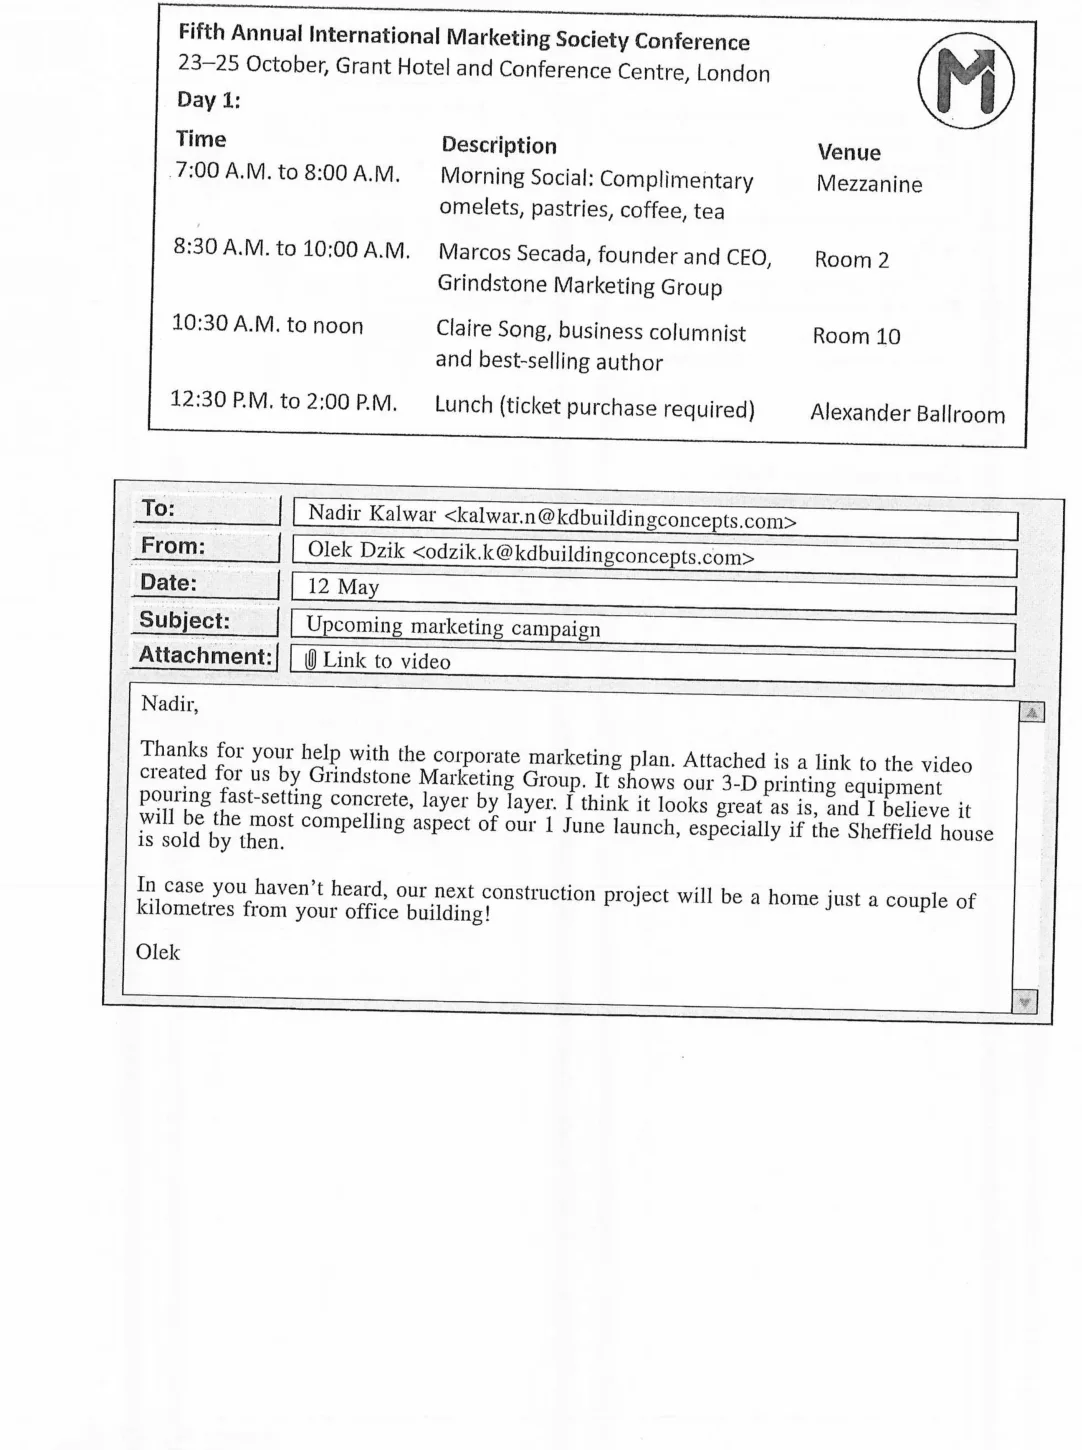 Fifth Annual International Marketing Society Conference
23–25 October, Grant Hotel and Conference Centre, London
Day 1:
Time Description Venue
7:00 A.M. to 8:00 A.M. Morning Social: Complimentary Mezzanine
omelets, pastries, coffee, tea
8:30 A.M. to 10:00 A.M. Marcos Secada, founder and CEO, Room 2
Grindstone Marketing Group
10:30 A.M. to noon Claire Song, business columnist Room 10
and best-selling author
12:30 P.M. to 2:00 P.M. Lunch (ticket purchase required) Alexander Ballroom
To: Nadir Kalwar <kalwar.n@kdbuildingconcepts.com>
From: Olek Dzik <odzik.k@kdbuildingconcepts.com>
Date: 12 May
Subject: Upcoming marketing campaign
Attachment: Link to video
Nadir,
Thanks for your help with the corporate marketing plan. Attached is a link to the video
created for us by Grindstone Marketing Group. It shows our 3-D printing equipment
pouring fast-setting concrete, layer by layer. I think it looks great as is, and I believe it
will be the most compelling aspect of our 1 June launch, especially if the Sheffield house
is sold by then.
In case you haven't heard, our next construction project will be a home just a couple of
kilometres from your office building!
Olek